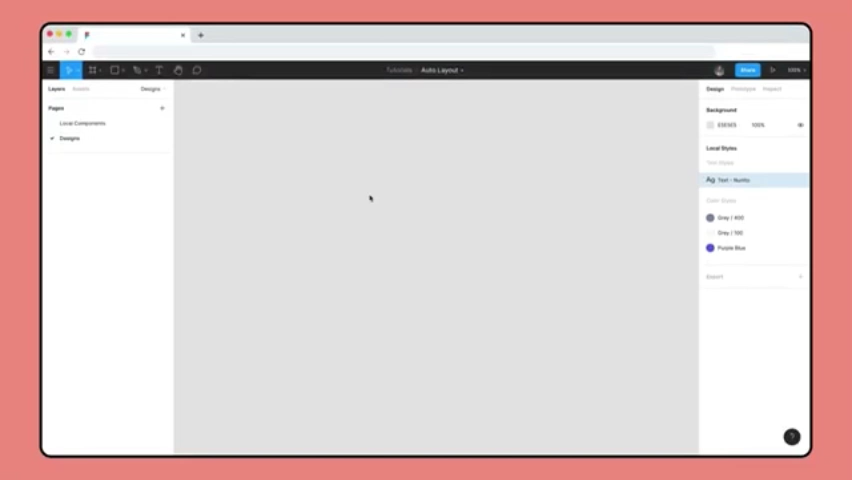 Tutorials Auto Layout
Share
100%
Layers Assets Designs
Pages
Local Components
Designs
Design Prototype Inspect
Background
E5E5E5 100%
Local Styles
Text Styles
Ag Text - Nunito
Color Styles
Grey / 400
Grey / 100
Purple Blue
Export
?